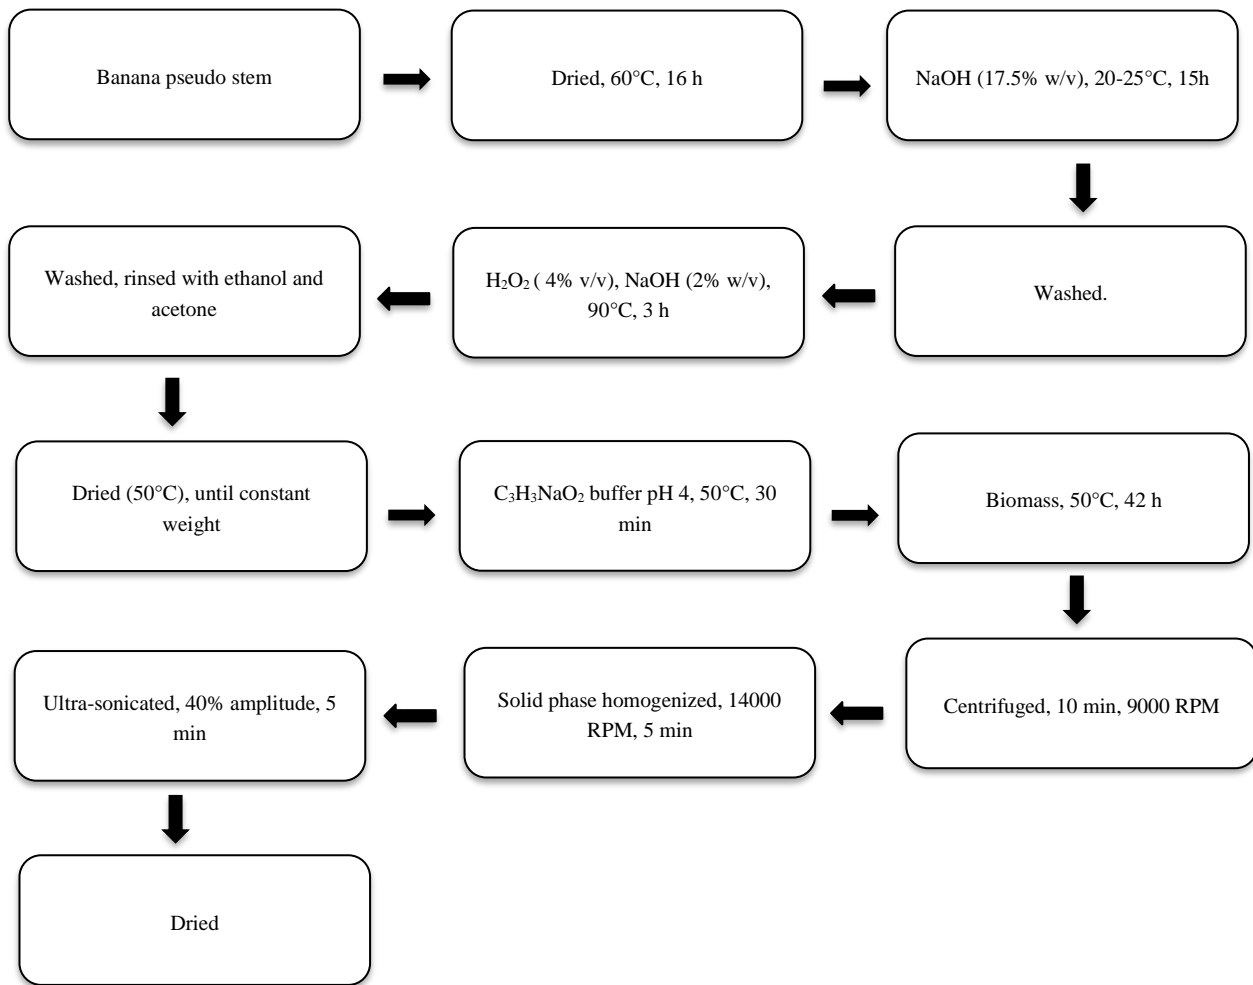 Banana pseudo stem
Dried, 60°C, 16 h
NaOH (17.5% w/v), 20-25°C, 15h
Washed.
H₂O₂ ( 4% v/v), NaOH (2% w/v),
90°C, 3 h
Washed, rinsed with ethanol and
acetone
Dried (50°C), until constant
weight
C₃H₃NaO₂ buffer pH 4, 50°C, 30
min
Biomass, 50°C, 42 h
Centrifuged, 10 min, 9000 RPM
Solid phase homogenized, 14000
RPM, 5 min
Ultra-sonicated, 40% amplitude, 5
min
Dried